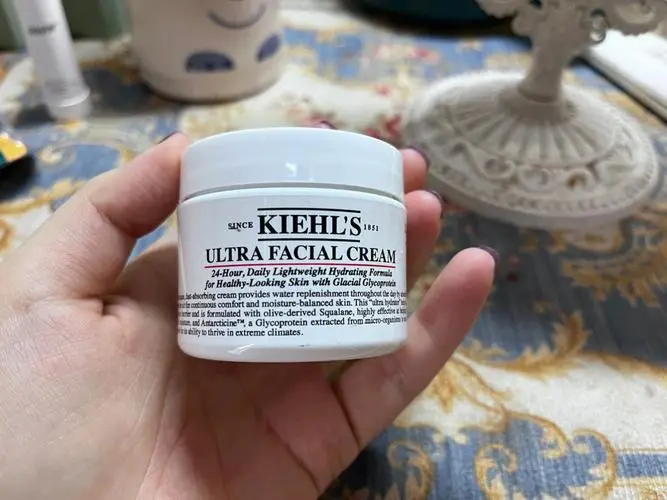 SINCE KIEHL'S 1851
ULTRA FACIAL CREAM
24-Hour, Daily Lightweight Hydrating Formula
for Healthy-Looking Skin with Glacial Glycoprotein
fast-absorbing cream provides water replenishment throughout the day
for continuous comfort and moisture-balanced skin. This "ultra hydrator"
barrier and is formulated with olive-derived Squalane, highly effective at
moisture, and Antarcticine™, a Glycoprotein extracted from micro-organisms
ability to thrive in extreme climates.